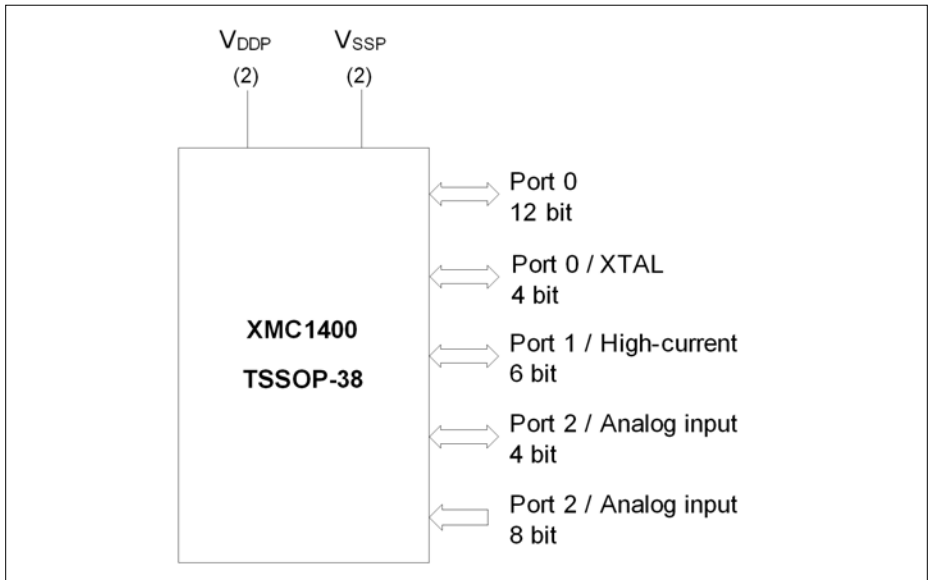 VDDP VSSP
(2) (2)
Port 0
12 bit
Port 0 / XTAL
4 bit
XMC1400
TSSOP-38
Port 1 / High-current
6 bit
Port 2 / Analog input
4 bit
Port 2 / Analog input
8 bit